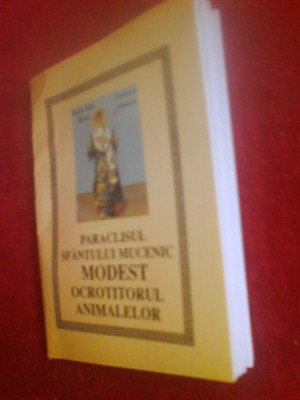 PARACLISUL
SFÂNTULUI MUCENIC
MODEST
OCROTITORUL
ANIMALELOR